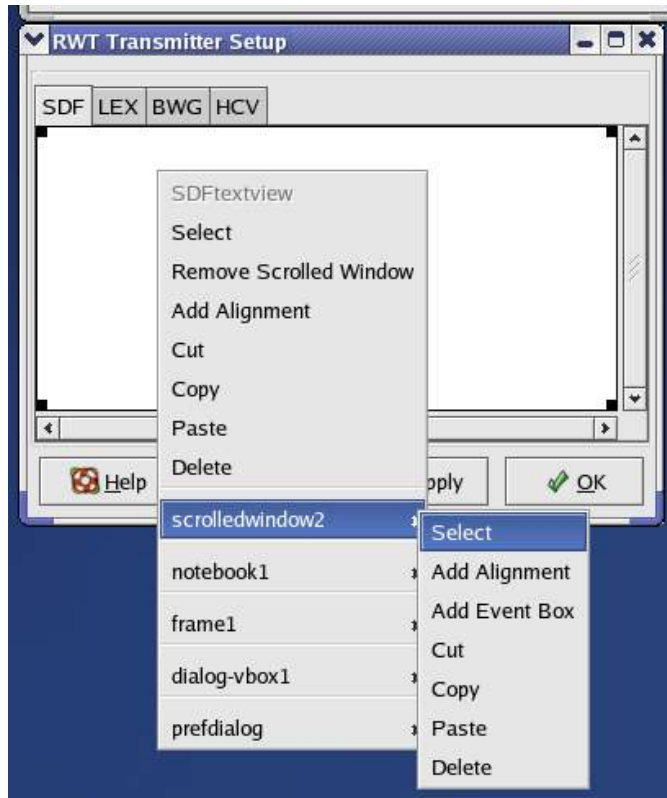 RWT Transmitter Setup
SDF LEX BWG HCV
SDFtextview
Select
Remove Scrolled Window
Add Alignment
Cut
Copy
Paste
Delete
Help pply OK
scrolledwindow2
notebook1
frame1
dialog-vbox1
prefdialog
Select
Add Alignment
Add Event Box
Cut
Copy
Paste
Delete